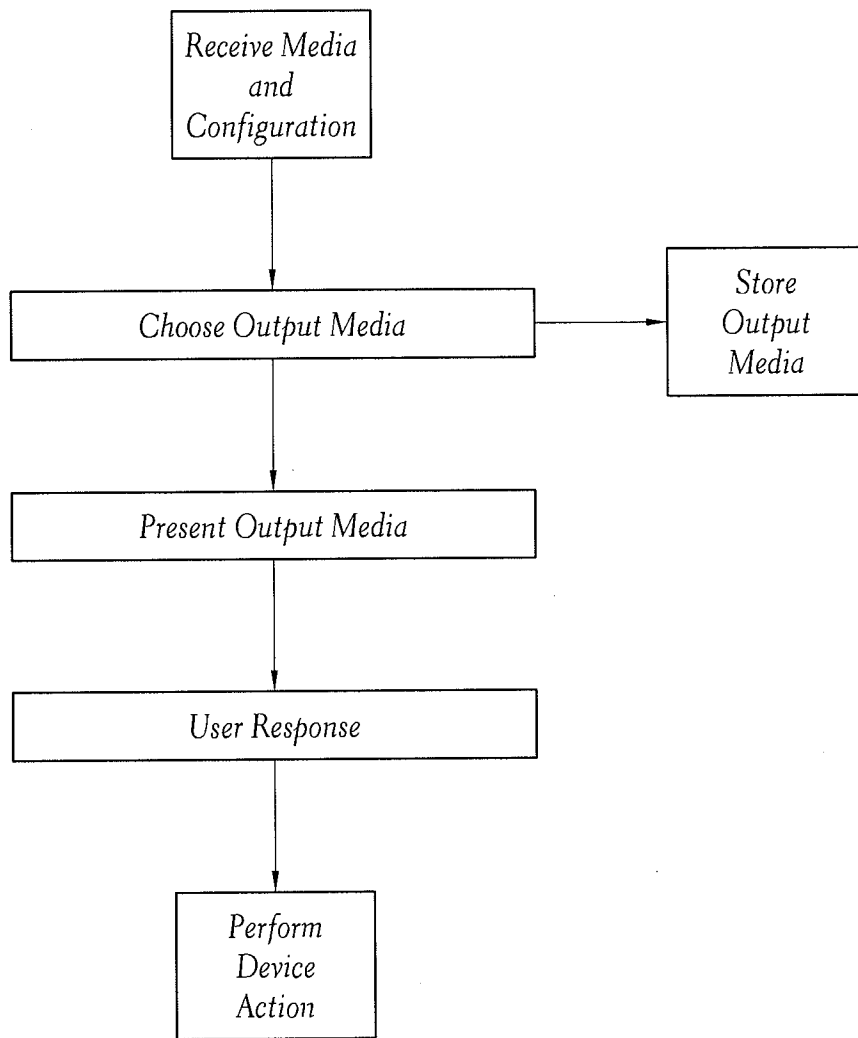 Receive Media
and
Configuration
Choose Output Media
Store
Output
Media
Present Output Media
User Response
Perform
Device
Action